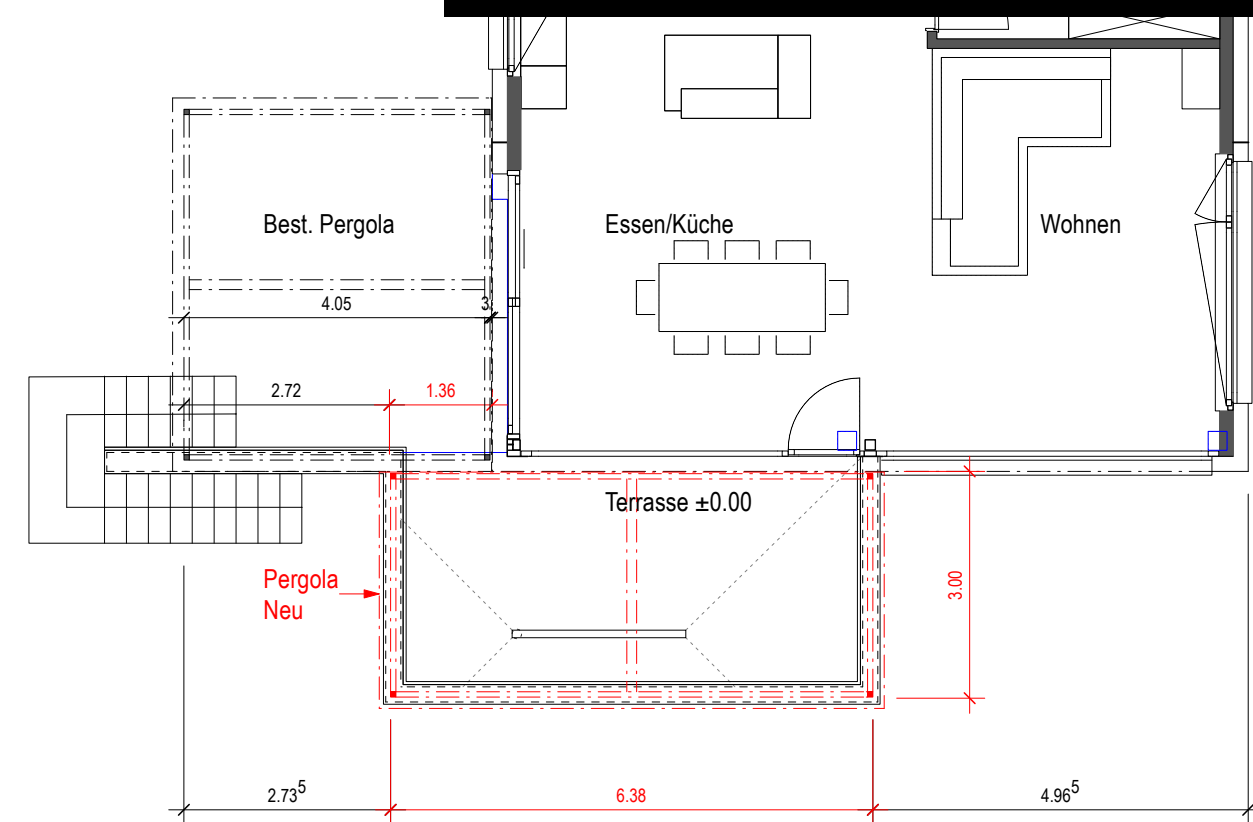 Best. Pergola
Essen/Küche
Wohnen
4.05
3
2.72
1.36
Terrasse ±0.00
Pergola
Neu
3.00
2.73⁵
6.38
4.96⁵